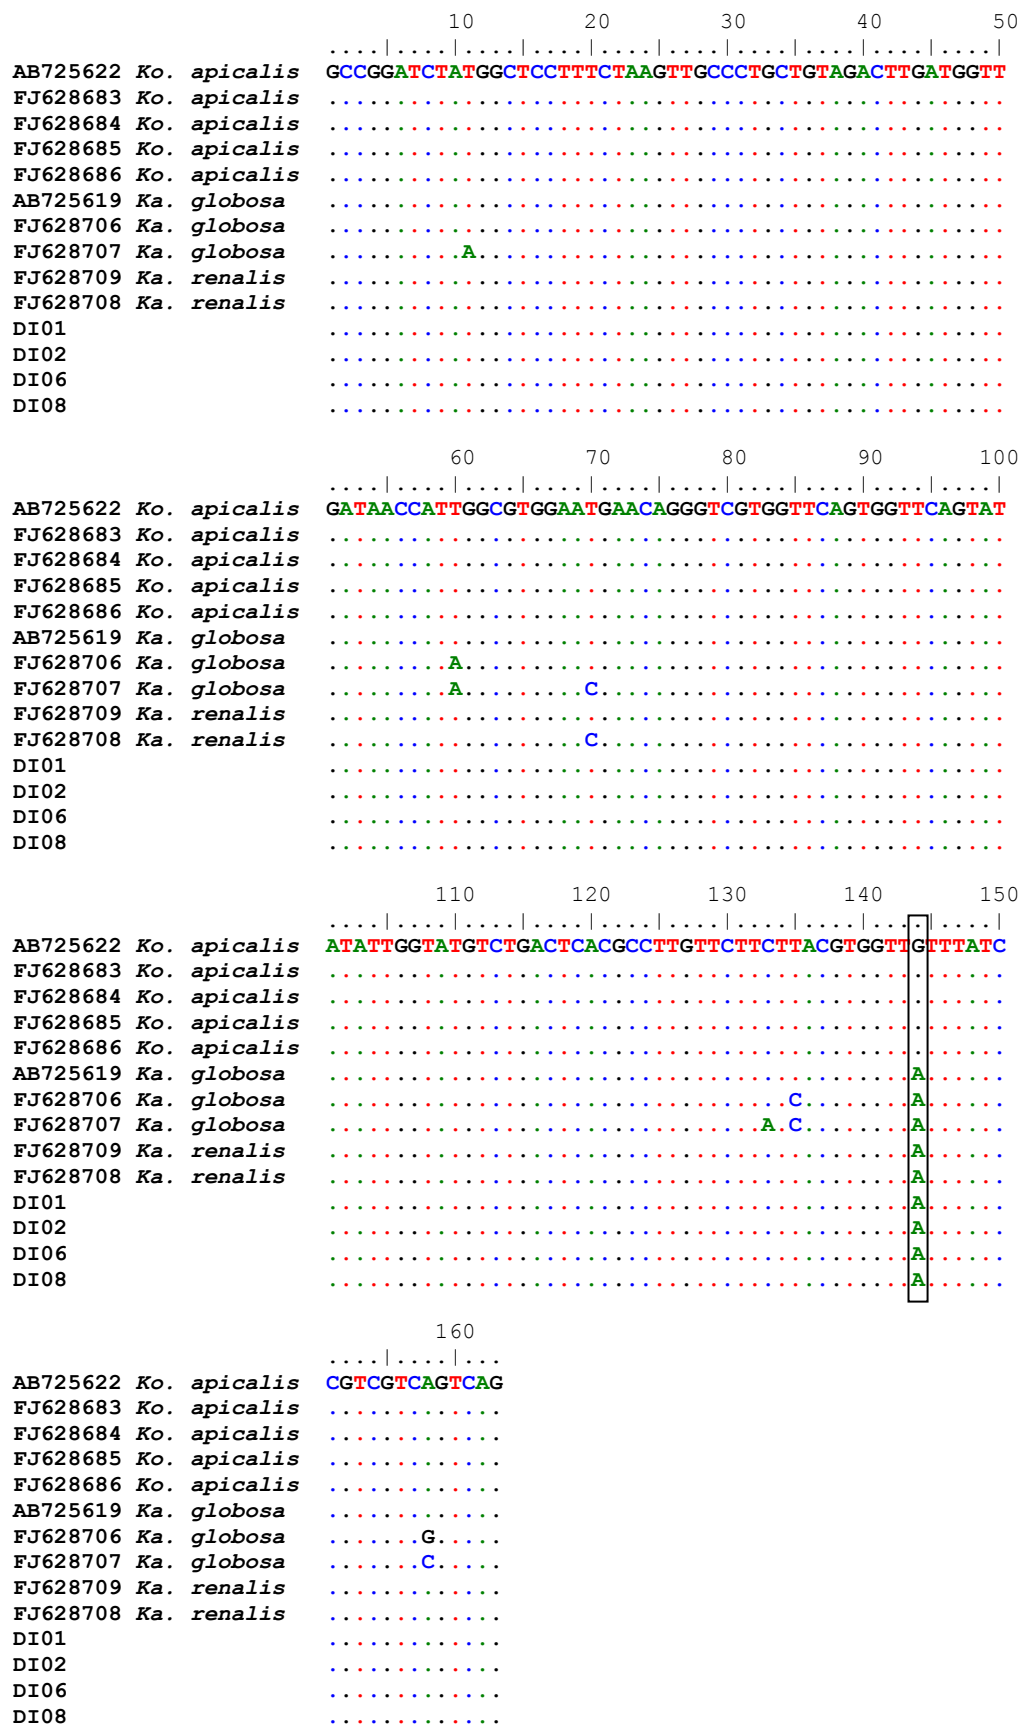 10 20 30 40 50
....|....|....|....|....|....|....|....|....|....|
AB725622 Ko. apicalis GCCGGATCTATGGCTCCTTTCTAAGTTGCCCTGCTGTAGACTTGATGGTT
FJ628683 Ko. apicalis ..................................................
FJ628684 Ko. apicalis ..................................................
FJ628685 Ko. apicalis ..................................................
FJ628686 Ko. apicalis ..................................................
AB725619 Ka. globosa ..................................................
FJ628706 Ka. globosa ..................................................
FJ628707 Ka. globosa ..........A.......................................
FJ628709 Ka. renalis ..................................................
FJ628708 Ka. renalis ..................................................
DI01 ..................................................
DI02 ..................................................
DI06 ..................................................
DI08 ..................................................
60 70 80 90 100
....|....|....|....|....|....|....|....|....|....|
AB725622 Ko. apicalis GATAACCATTGGCGTGGAATGAACAGGGTCGTGGTTCAGTGGTTCAGTAT
FJ628683 Ko. apicalis ..................................................
FJ628684 Ko. apicalis ..................................................
FJ628685 Ko. apicalis ..................................................
FJ628686 Ko. apicalis ..................................................
AB725619 Ka. globosa ..................................................
FJ628706 Ka. globosa .........A........................................
FJ628707 Ka. globosa .........A.........C..............................
FJ628709 Ka. renalis ..................................................
FJ628708 Ka. renalis ...................C..............................
DI01 ..................................................
DI02 ..................................................
DI06 ..................................................
DI08 ..................................................
110 120 130 140 150
....|....|....|....|....|....|....|....|....|....|
AB725622 Ko. apicalis ATATTGGTATGTCTGACTCACGCCTTGTTCTTCTTACGTGGTTGTTTATC
FJ628683 Ko. apicalis ..................................................
FJ628684 Ko. apicalis ..................................................
FJ628685 Ko. apicalis ..................................................
FJ628686 Ko. apicalis ..................................................
AB725619 Ka. globosa ...........................................A......
FJ628706 Ka. globosa ..................................C........A......
FJ628707 Ka. globosa ................................A.C........A......
FJ628709 Ka. renalis ...........................................A......
FJ628708 Ka. renalis ...........................................A......
DI01 ...........................................A......
DI02 ...........................................A......
DI06 ...........................................A......
DI08 ...........................................A......
160
....|....|...
AB725622 Ko. apicalis CGTCGTCAGTCAG
FJ628683 Ko. apicalis .............
FJ628684 Ko. apicalis .............
FJ628685 Ko. apicalis .............
FJ628686 Ko. apicalis .............
AB725619 Ka. globosa .............
FJ628706 Ka. globosa .......G.....
FJ628707 Ka. globosa .......C.....
FJ628709 Ka. renalis .............
FJ628708 Ka. renalis .............
DI01 .............
DI02 .............
DI06 .............
DI08 .............